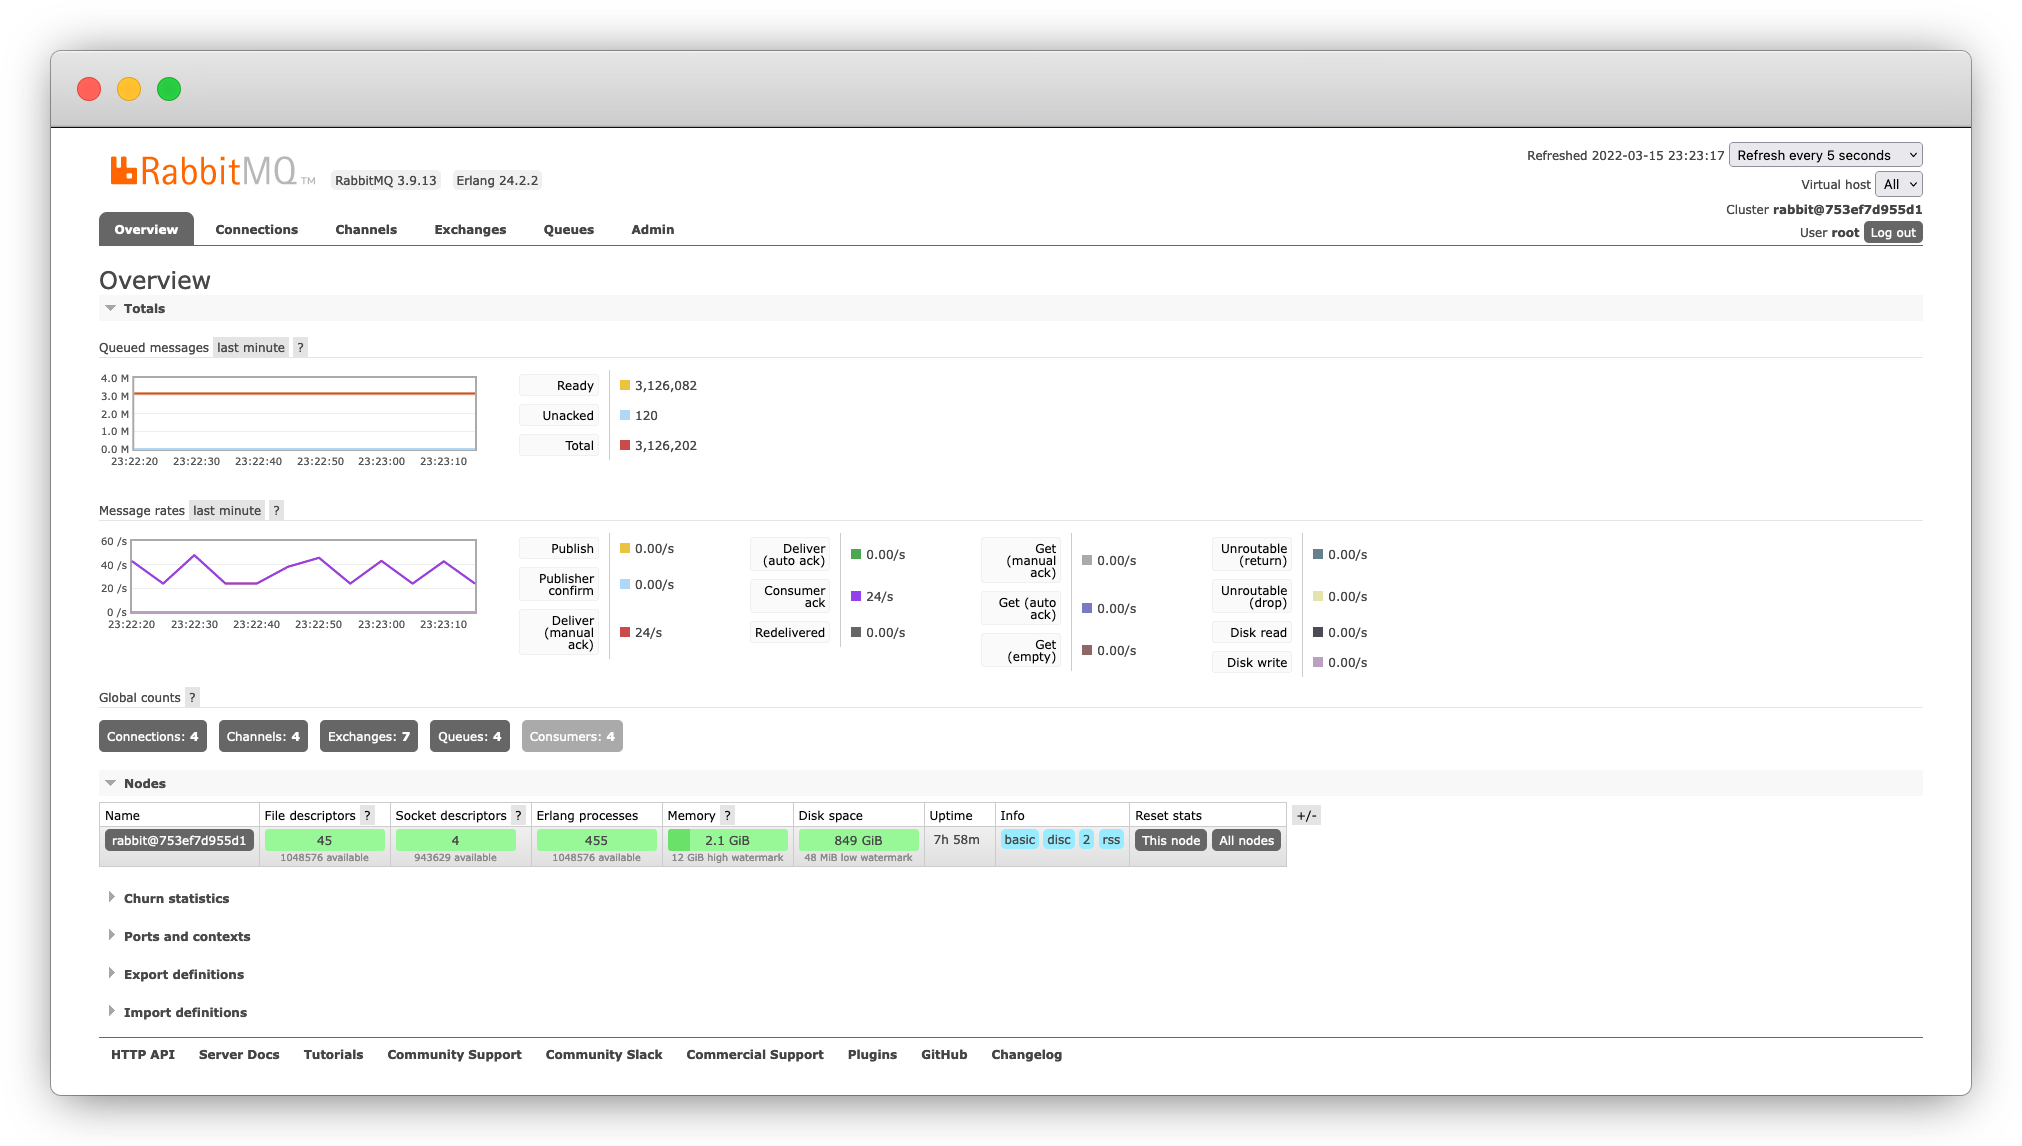 RabbitMQ TM RabbitMQ 3.9.13 Erlang 24.2.2
Refreshed 2022-03-15 23:23:17 Refresh every 5 seconds
Virtual host All
Cluster rabbit@753ef7d955d1
User root Log out
Overview Connections Channels Exchanges Queues Admin
Overview
Totals
Queued messages last minute ?
4.0 M
3.0 M
2.0 M
1.0 M
0.0 M
23:22:20 23:22:30 23:22:40 23:22:50 23:23:00 23:23:10
Ready 3,126,082
Unacked 120
Total 3,126,202
Message rates last minute ?
60 /s
40 /s
20 /s
0 /s
23:22:20 23:22:30 23:22:40 23:22:50 23:23:00 23:23:10
Publish 0.00/s
Publisher
confirm 0.00/s
Deliver
(manual
ack) 24/s
Deliver
(auto ack) 0.00/s
Consumer
ack 24/s
Redelivered 0.00/s
Get
(manual
ack) 0.00/s
Get (auto
ack) 0.00/s
Get
(empty) 0.00/s
Unroutable
(return) 0.00/s
Unroutable
(drop) 0.00/s
Disk read 0.00/s
Disk write 0.00/s
Global counts ?
Connections: 4 Channels: 4 Exchanges: 7 Queues: 4 Consumers: 4
Nodes
Name File descriptors ? Socket descriptors ? Erlang processes Memory ? Disk space Uptime Info Reset stats +/-
rabbit@753ef7d955d1 45 4 455 2.1 GiB 849 GiB 7h 58m basic disc 2 rss This node All nodes
1048576 available 943629 available 1048576 available 12 GiB high watermark 48 MiB low watermark
Churn statistics
Ports and contexts
Export definitions
Import definitions
HTTP API Server Docs Tutorials Community Support Community Slack Commercial Support Plugins GitHub Changelog